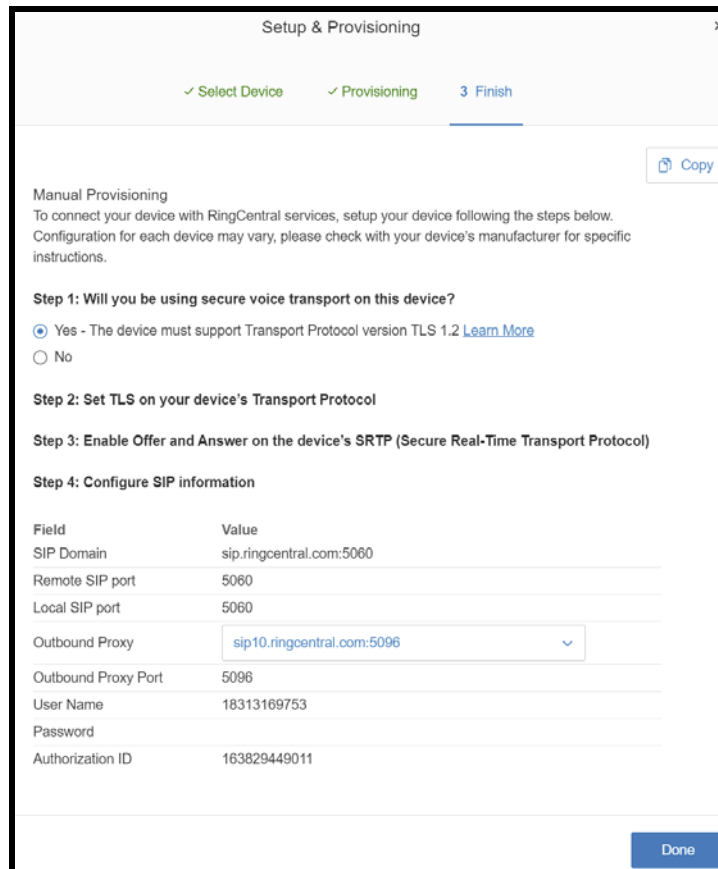 Setup & Provisioning
✓ Select Device ✓ Provisioning 3 Finish
Copy
Manual Provisioning
To connect your device with RingCentral services, setup your device following the steps below.
Configuration for each device may vary, please check with your device's manufacturer for specific
instructions.
Step 1: Will you be using secure voice transport on this device?
Yes - The device must support Transport Protocol version TLS 1.2 Learn More
No
Step 2: Set TLS on your device's Transport Protocol
Step 3: Enable Offer and Answer on the device's SRTP (Secure Real-Time Transport Protocol)
Step 4: Configure SIP information
Field Value
SIP Domain sip.ringcentral.com:5060
Remote SIP port 5060
Local SIP port 5060
Outbound Proxy sip10.ringcentral.com:5096
Outbound Proxy Port 5096
User Name 18313169753
Password
Authorization ID 163829449011
Done